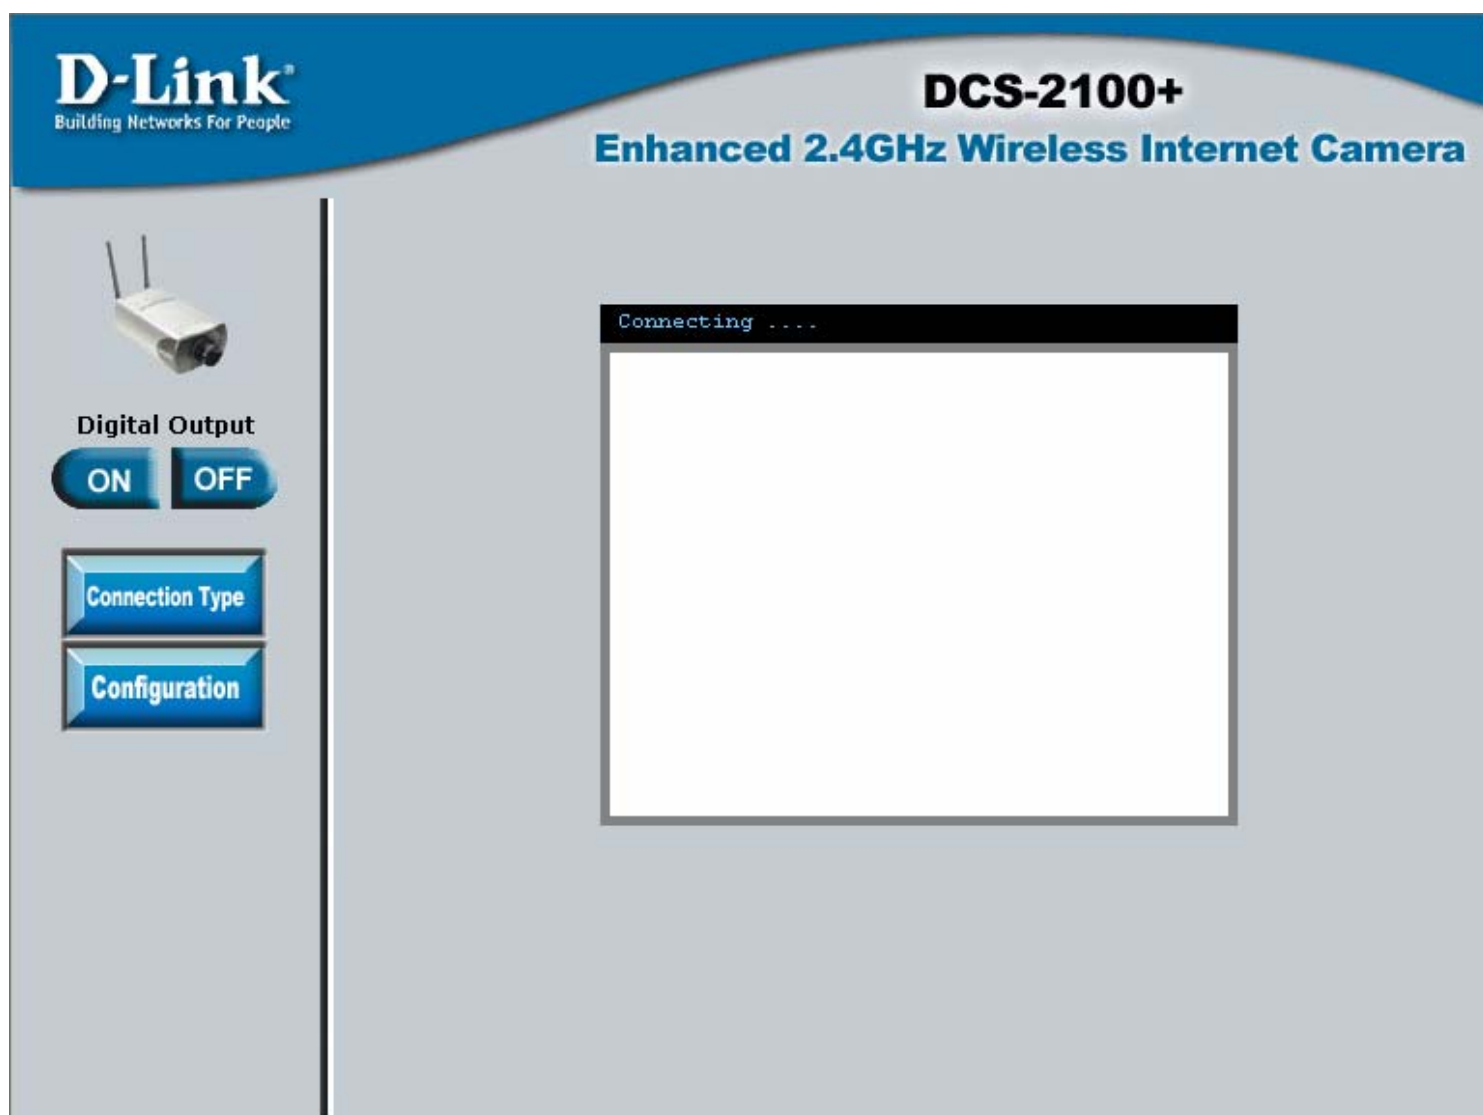 D-Link®
Building Networks For People
DCS-2100+
Enhanced 2.4GHz Wireless Internet Camera
Connecting ....
Digital Output
ON OFF
Connection Type
Configuration